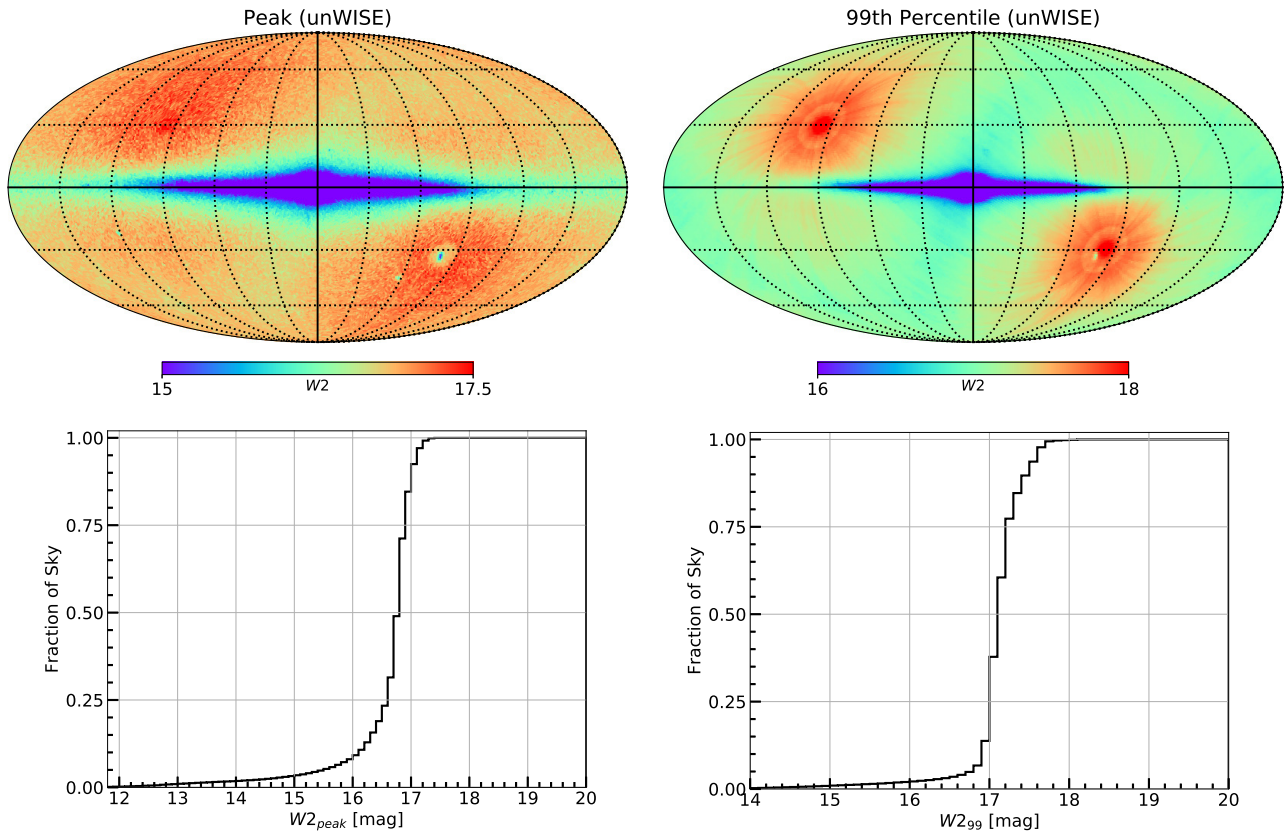 Peak (unWISE)
99th Percentile (unWISE)
15 W2 17.5
16 W2 18
1.00
0.75
0.50
0.25
0.00
Fraction of Sky
12 13 14 15 16 17 18 19 20
W2peak [mag]
1.00
0.75
0.50
0.25
0.00
Fraction of Sky
14 15 16 17 18 19 20
W299 [mag]